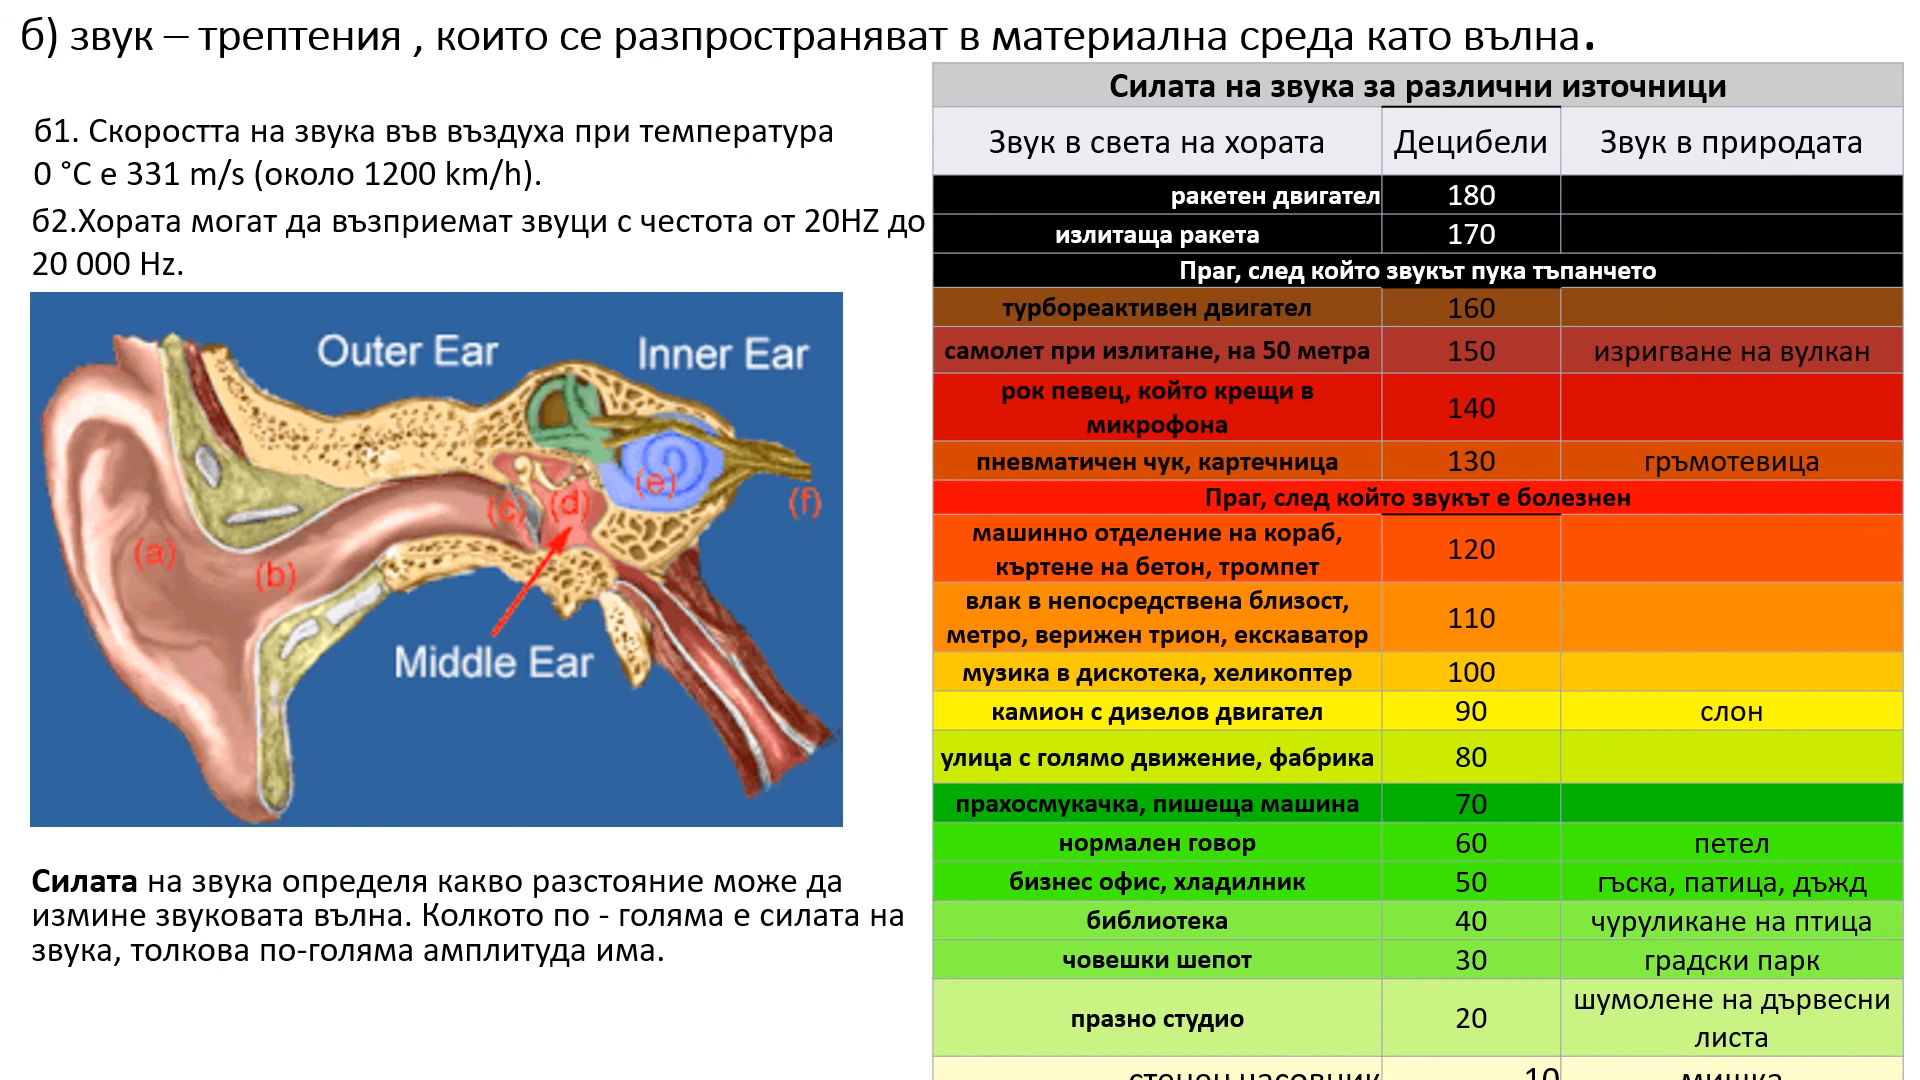 б) звук – трептения , които се разпространяват в материална среда като вълна.
б1. Скоростта на звука във въздуха при температура
0 °C е 331 m/s (около 1200 km/h).
б2.Хората могат да възприемат звуци с честота от 20HZ до
20 000 Hz.
Outer Ear
Inner Ear
(a)
(b)
(c)
(d)
(e)
(f)
Middle Ear
Силата на звука определя какво разстояние може да
измине звуковата вълна. Колкото по - голяма е силата на
звука, толкова по-голяма амплитуда има.
Силата на звука за различни източници
Звук в света на хората Децибели Звук в природата
ракетен двигател 180
излитаща ракета 170
Праг, след който звукът пука тъпанчето
турбореактивен двигател 160
самолет при излитане, на 50 метра 150 изригване на вулкан
рок певец, който крещи в
микрофона 140
пневматичен чук, картечница 130 гръмотевица
Праг, след който звукът е болезнен
машинно отделение на кораб,
къртене на бетон, тромпет 120
влак в непосредствена близост,
метро, верижен трион, екскаватор 110
музика в дискотека, хеликоптер 100
камион с дизелов двигател 90 слон
улица с голямо движение, фабрика 80
прахосмукачка, пишеща машина 70
нормален говор 60 петел
бизнес офис, хладилник 50 гъска, патица, дъжд
библиотека 40 чуруликане на птица
човешки шепот 30 градски парк
празно студио 20 шумолене на дървесни
листа
стенен часовник 10 мишка